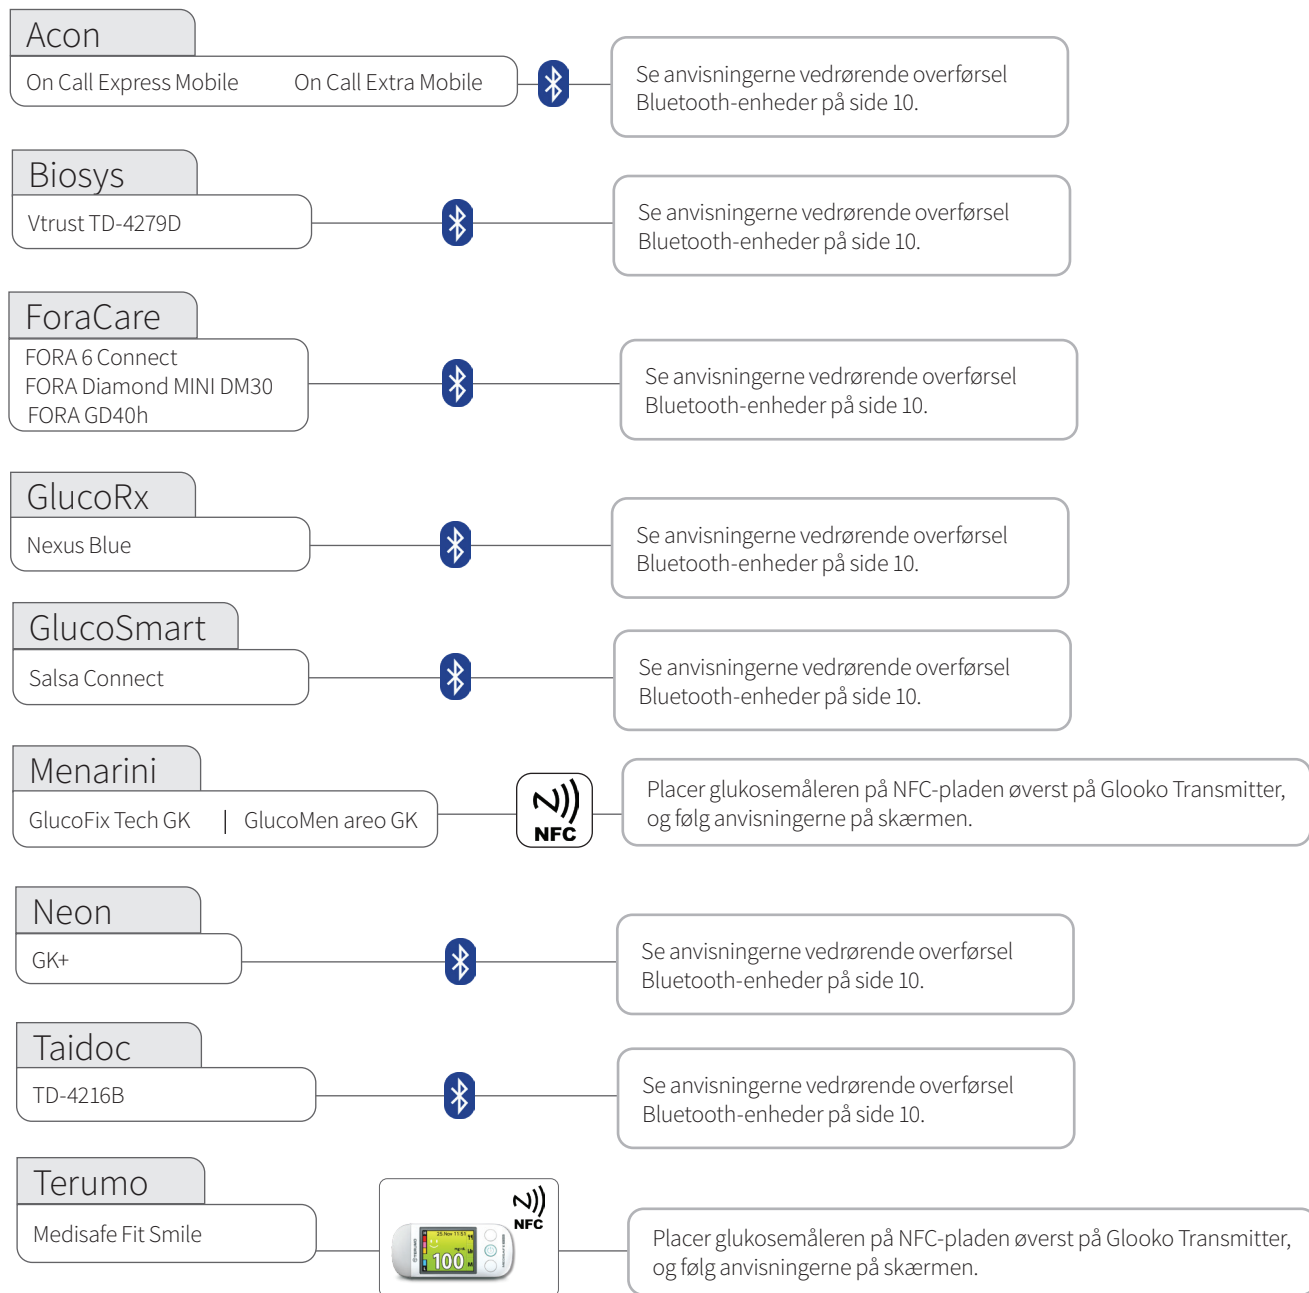 Acon
On Call Express Mobile On Call Extra Mobile
Se anvisningerne vedrørende overførsel
Bluetooth-enheder på side 10.
Biosys
Vtrust TD-4279D
Se anvisningerne vedrørende overførsel
Bluetooth-enheder på side 10.
ForaCare
FORA 6 Connect
FORA Diamond MINI DM30
FORA GD40h
Se anvisningerne vedrørende overførsel
Bluetooth-enheder på side 10.
GlucoRx
Nexus Blue
Se anvisningerne vedrørende overførsel
Bluetooth-enheder på side 10.
GlucoSmart
Salsa Connect
Se anvisningerne vedrørende overførsel
Bluetooth-enheder på side 10.
Menarini
GlucoFix Tech GK | GlucoMen areo GK
NFC
Placer glukosemåleren på NFC-pladen øverst på Glooko Transmitter,
og følg anvisningerne på skærmen.
Neon
GK+
Se anvisningerne vedrørende overførsel
Bluetooth-enheder på side 10.
Taidoc
TD-4216B
Se anvisningerne vedrørende overførsel
Bluetooth-enheder på side 10.
Terumo
Medisafe Fit Smile
NFC
TERUMO
25.Nov 11:51
100
Placer glukosemåleren på NFC-pladen øverst på Glooko Transmitter,
og følg anvisningerne på skærmen.